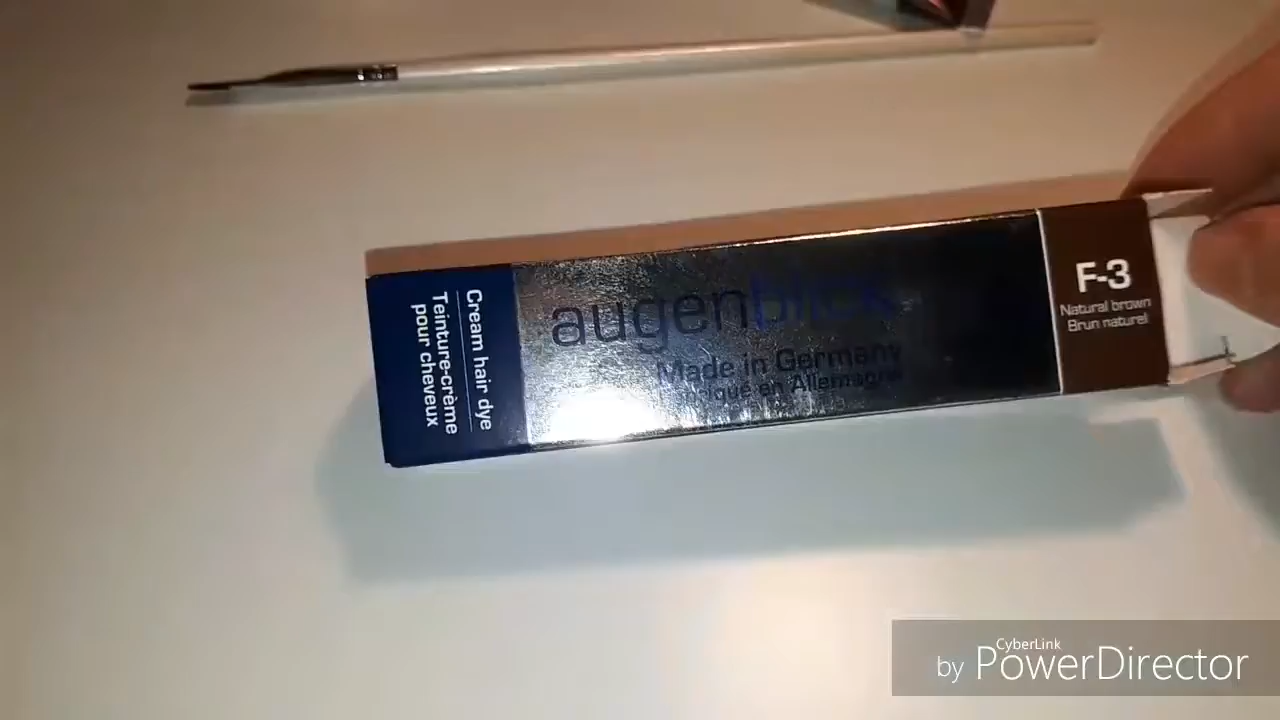 Cream hair dye
Teinture-crème
pour cheveux
augenblick
Made in Germany
en Allemagne
F-3
Natural brown
Brun naturel
CyberLink
by PowerDirector